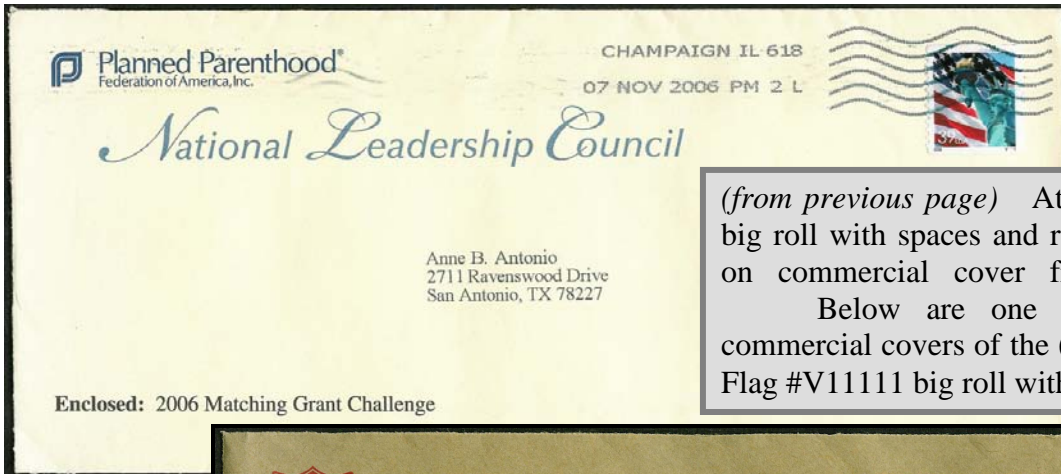 Planned Parenthood®
Federation of America, Inc.
National Leadership Council
CHAMPAIGN IL 618
07 NOV 2006 PM 2 L
39
Anne B. Antonio
2711 Ravenswood Drive
San Antonio, TX 78227
Enclosed: 2006 Matching Grant Challenge
(from previous page) At
big roll with spaces and
on commercial cover
Below are one
commercial covers of the
Flag #V11111 big roll with